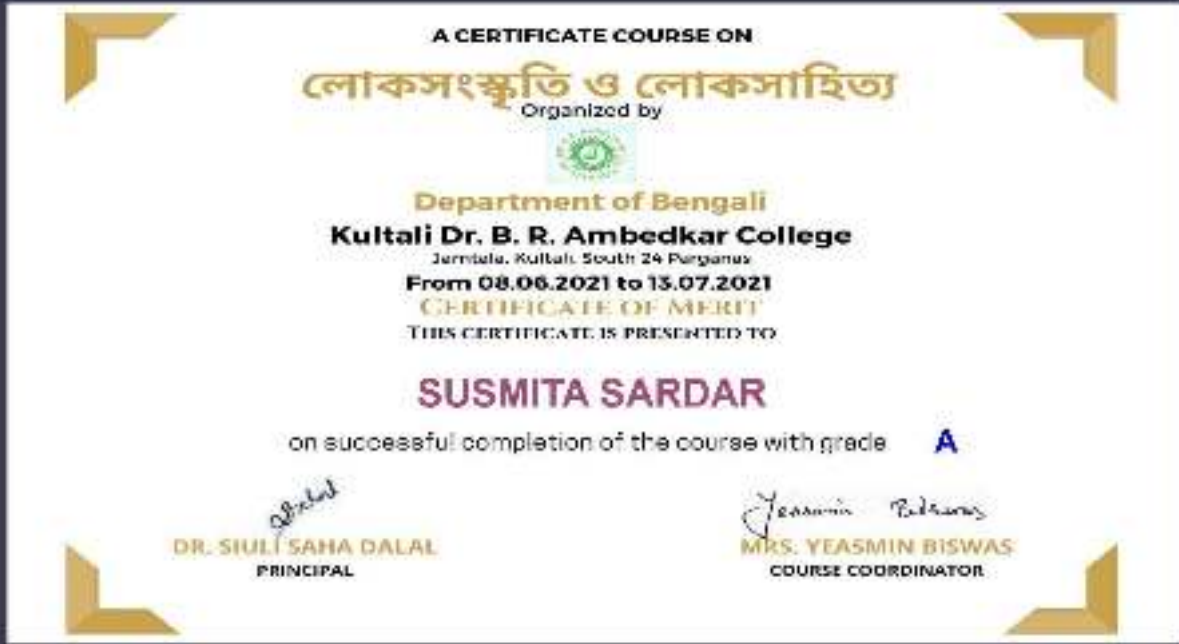 A CERTIFICATE COURSE ON
লোকসংস্কৃতি ও লোকসাহিত্য
Organized by
Department of Bengali
Kultali Dr. B. R. Ambedkar College
Jamtala, Kultali, South 24 Parganas
From 08.06.2021 to 13.07.2021
CERTIFICATE OF MERIT
THIS CERTIFICATE IS PRESENTED TO
SUSMITA SARDAR
on successful completion of the course with grade A
Yeasmin Biswas
DR. SIULI SAHA DALAL
MRS. YEASMIN BISWAS
PRINCIPAL
COURSE COORDINATOR